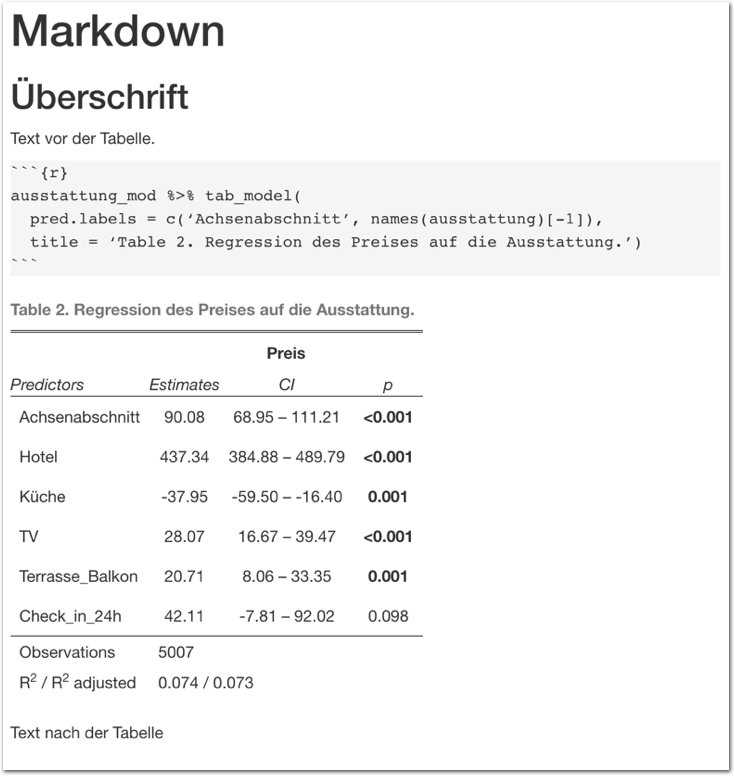 Markdown
Überschrift
Text vor der Tabelle.
```{r}
ausstattung_mod %>% tab_model(
  pred.labels = c(‘Achsenabschnitt’, names(ausstattung)[-1]),
  title = ‘Table 2. Regression des Preises auf die Ausstattung.’)
```
Table 2. Regression des Preises auf die Ausstattung.
Preis
Predictors Estimates CI p
Achsenabschnitt 90.08 68.95 – 111.21 <0.001
Hotel 437.34 384.88 – 489.79 <0.001
Küche -37.95 -59.50 – -16.40 0.001
TV 28.07 16.67 – 39.47 <0.001
Terrasse_Balkon 20.71 8.06 – 33.35 0.001
Check_in_24h 42.11 -7.81 – 92.02 0.098
Observations 5007
R² / R² adjusted 0.074 / 0.073
Text nach der Tabelle